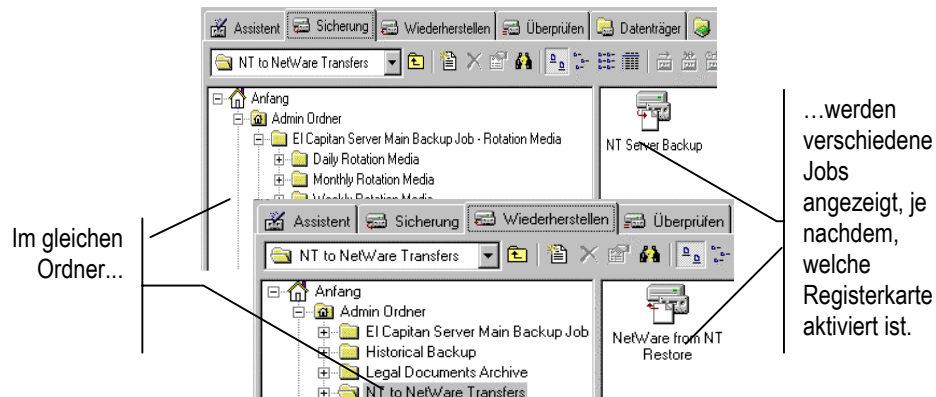 Assistent Sicherung Wiederherstellen Überprüfen Datenträger
NT to NetWare Transfers
Anfang
Admin Ordner
El Capitan Server Main Backup Job - Rotation Media
Daily Rotation Media
Monthly Rotation Media
Weekly Rotation Media
NT Server Backup
Assistent Sicherung Wiederherstellen Überprüfen
NT to NetWare Transfers
Anfang
Admin Ordner
El Capitan Server Main Backup Job
Historical Backup
Legal Documents Archive
NT to NetWare Transfers
NetWare from NT
Restore
Im gleichen
Ordner...
…werden
verschiedene
Jobs
angezeigt, je
nachdem,
welche
Registerkarte
aktiviert ist.